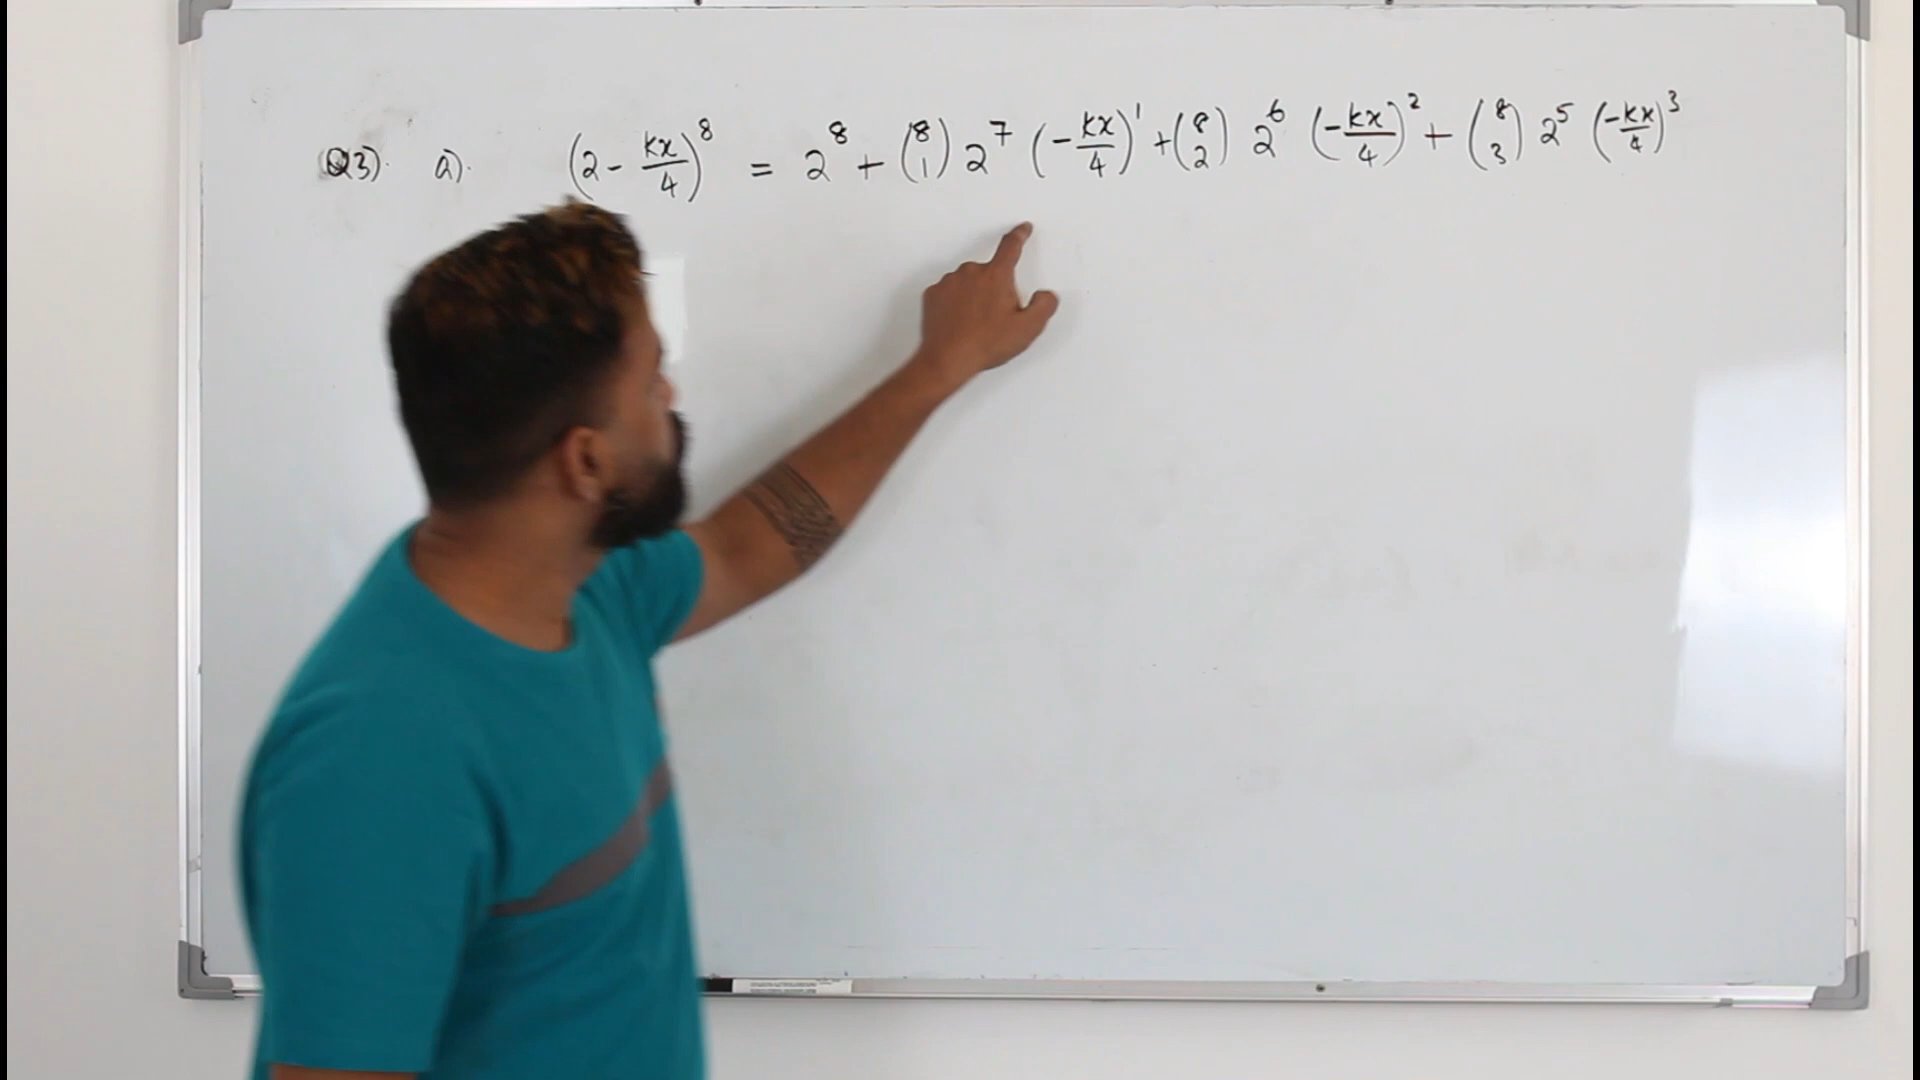 Q3). a). (2 - kx/4)^8 = 2^8 + (8 1) 2^7 (-kx/4)^1 + (8 2) 2^6 (-kx/4)^2 + (8 3) 2^5 (-kx/4)^3